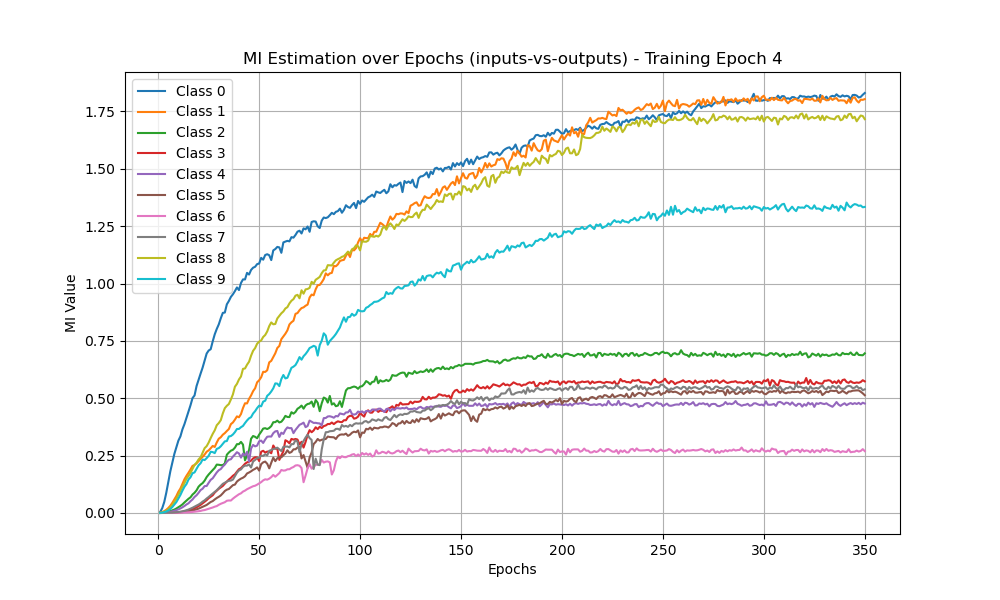 MI Estimation over Epochs (inputs-vs-outputs) - Training Epoch 4
MI Value
1.75
1.50
1.25
1.00
0.75
0.50
0.25
0.00
Class 0
Class 1
Class 2
Class 3
Class 4
Class 5
Class 6
Class 7
Class 8
Class 9
0 50 100 150 200 250 300 350
Epochs